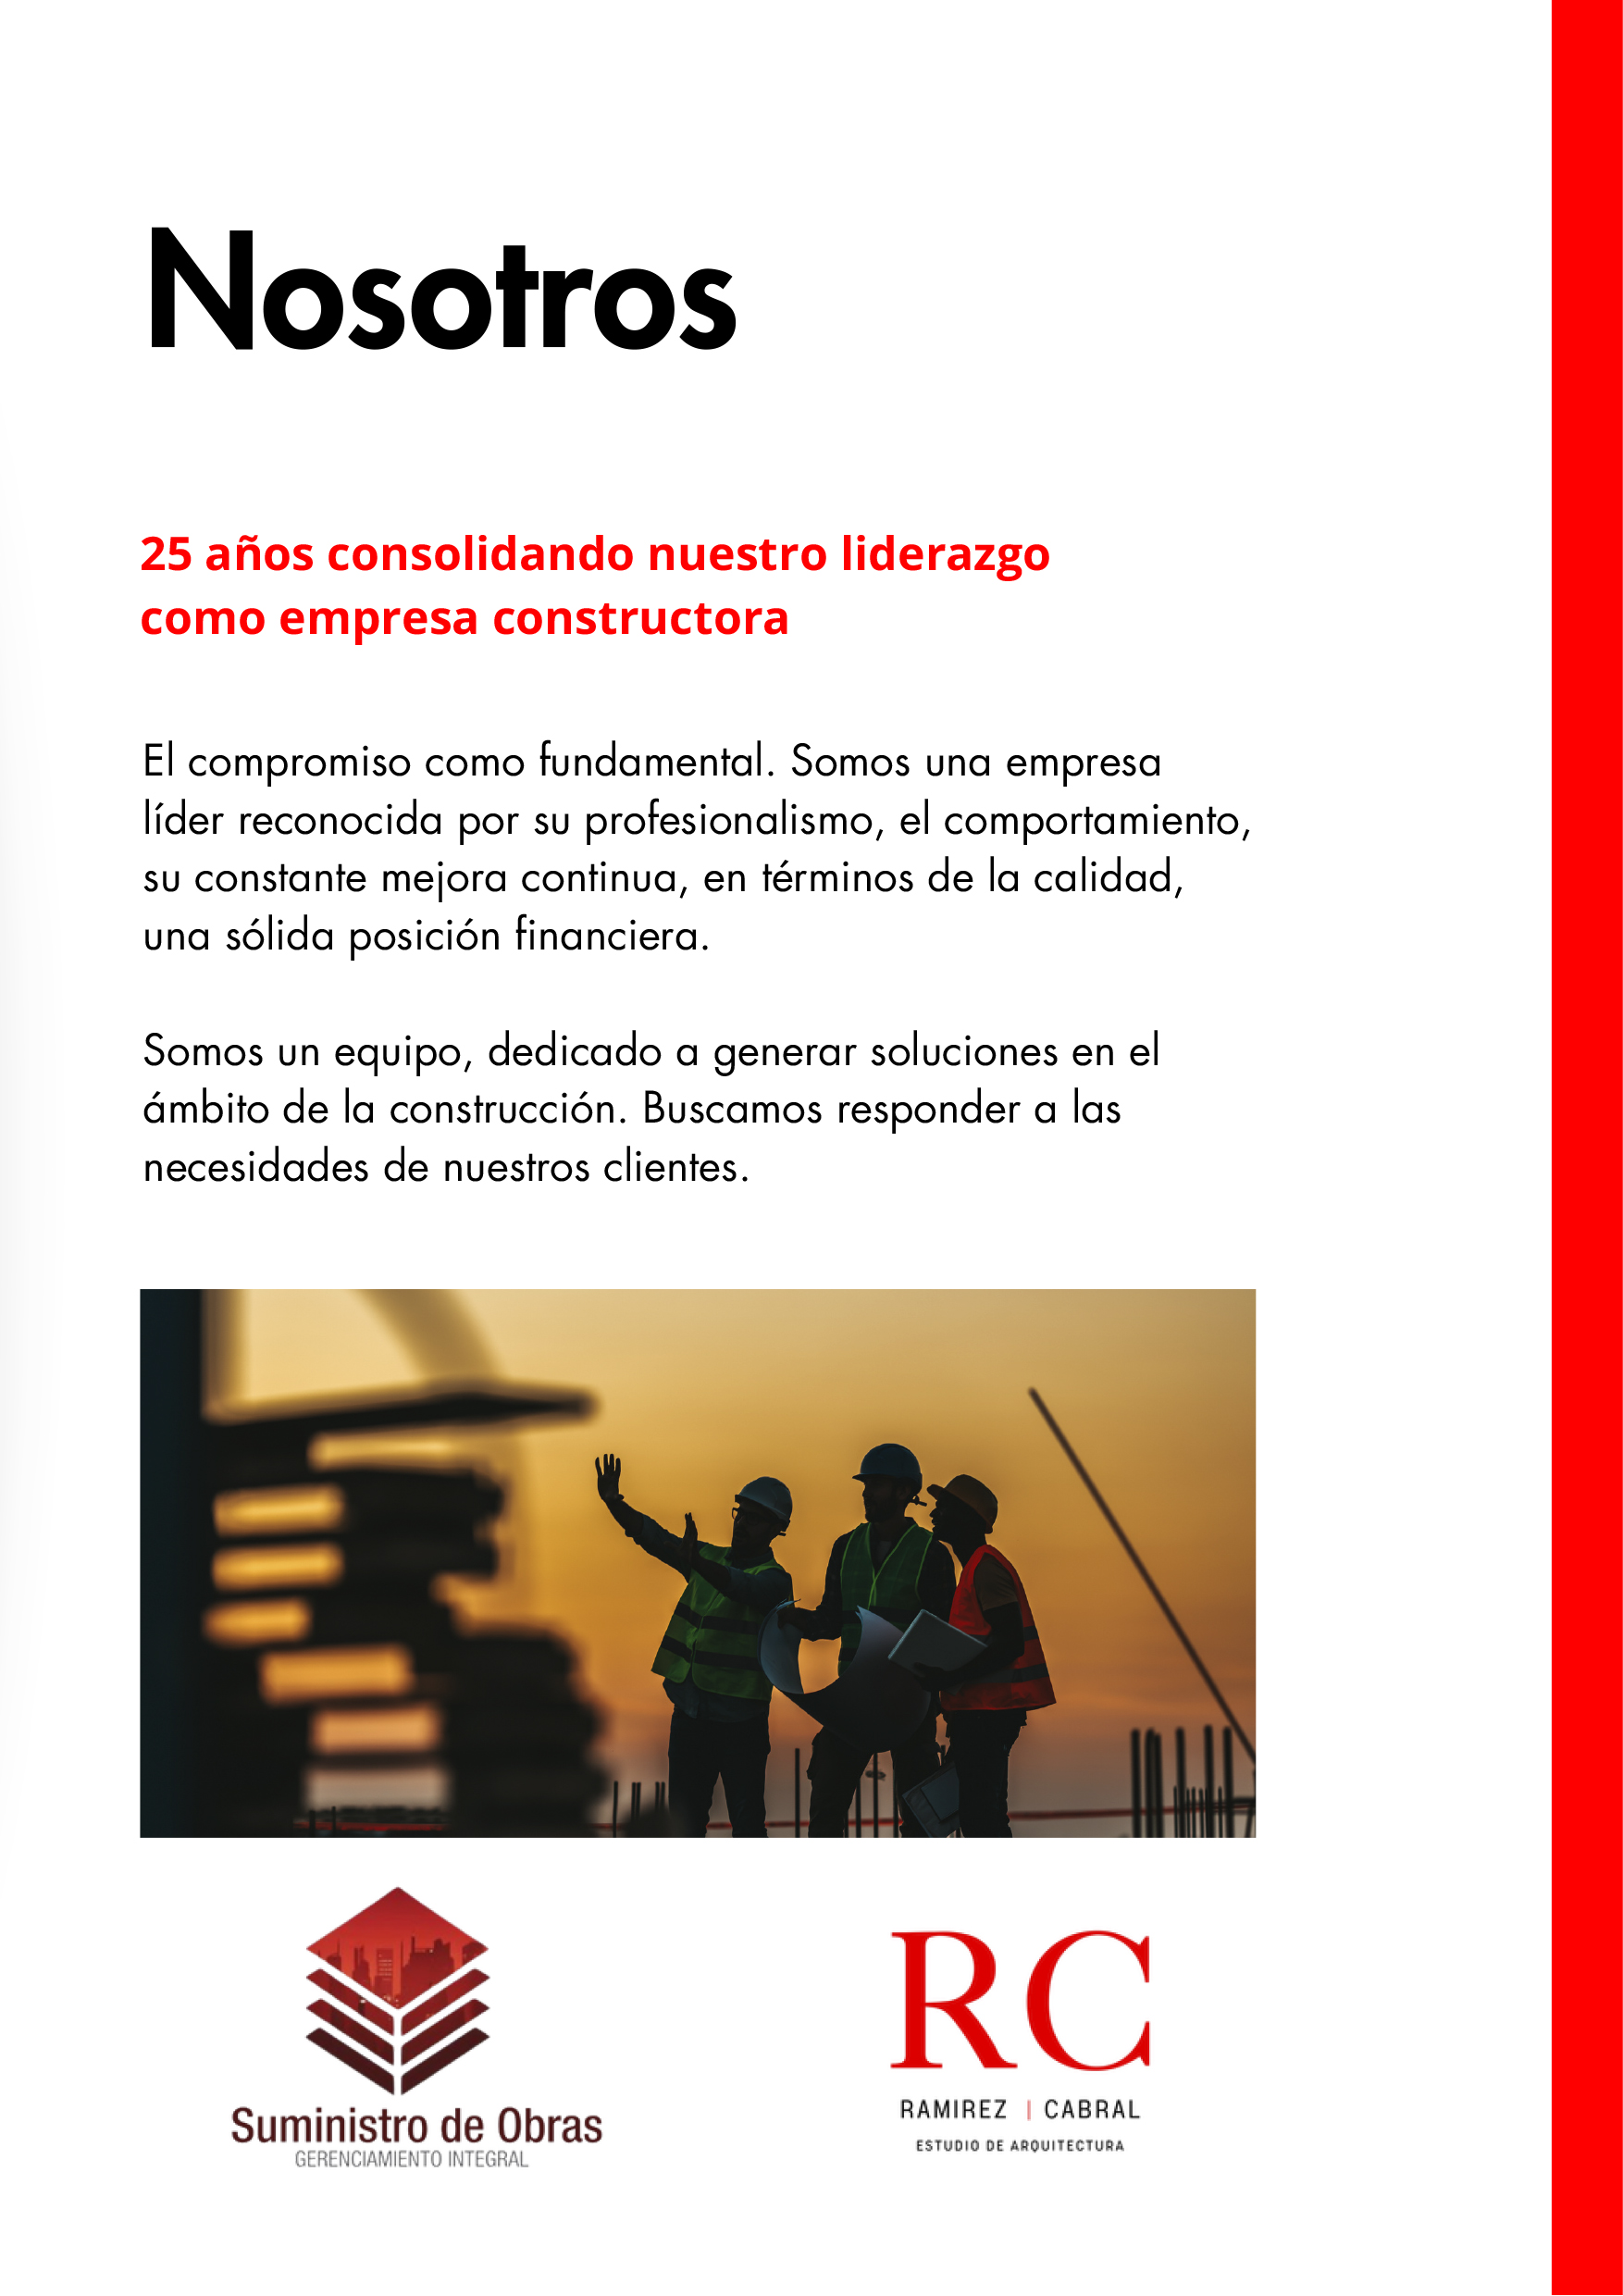 Nosotros
25 años consolidando nuestro liderazgo
como empresa constructora
El compromiso como fundamental. Somos una empresa
líder reconocida por su profesionalismo, el comportamiento,
su constante mejora continua, en términos de la calidad,
una sólida posición financiera.
Somos un equipo, dedicado a generar soluciones en el
ámbito de la construcción. Buscamos responder a las
necesidades de nuestros clientes.
Suministro de Obras
GERENCIAMIENTO INTEGRAL
RC
RAMIREZ | CABRAL
ESTUDIO DE ARQUITECTURA